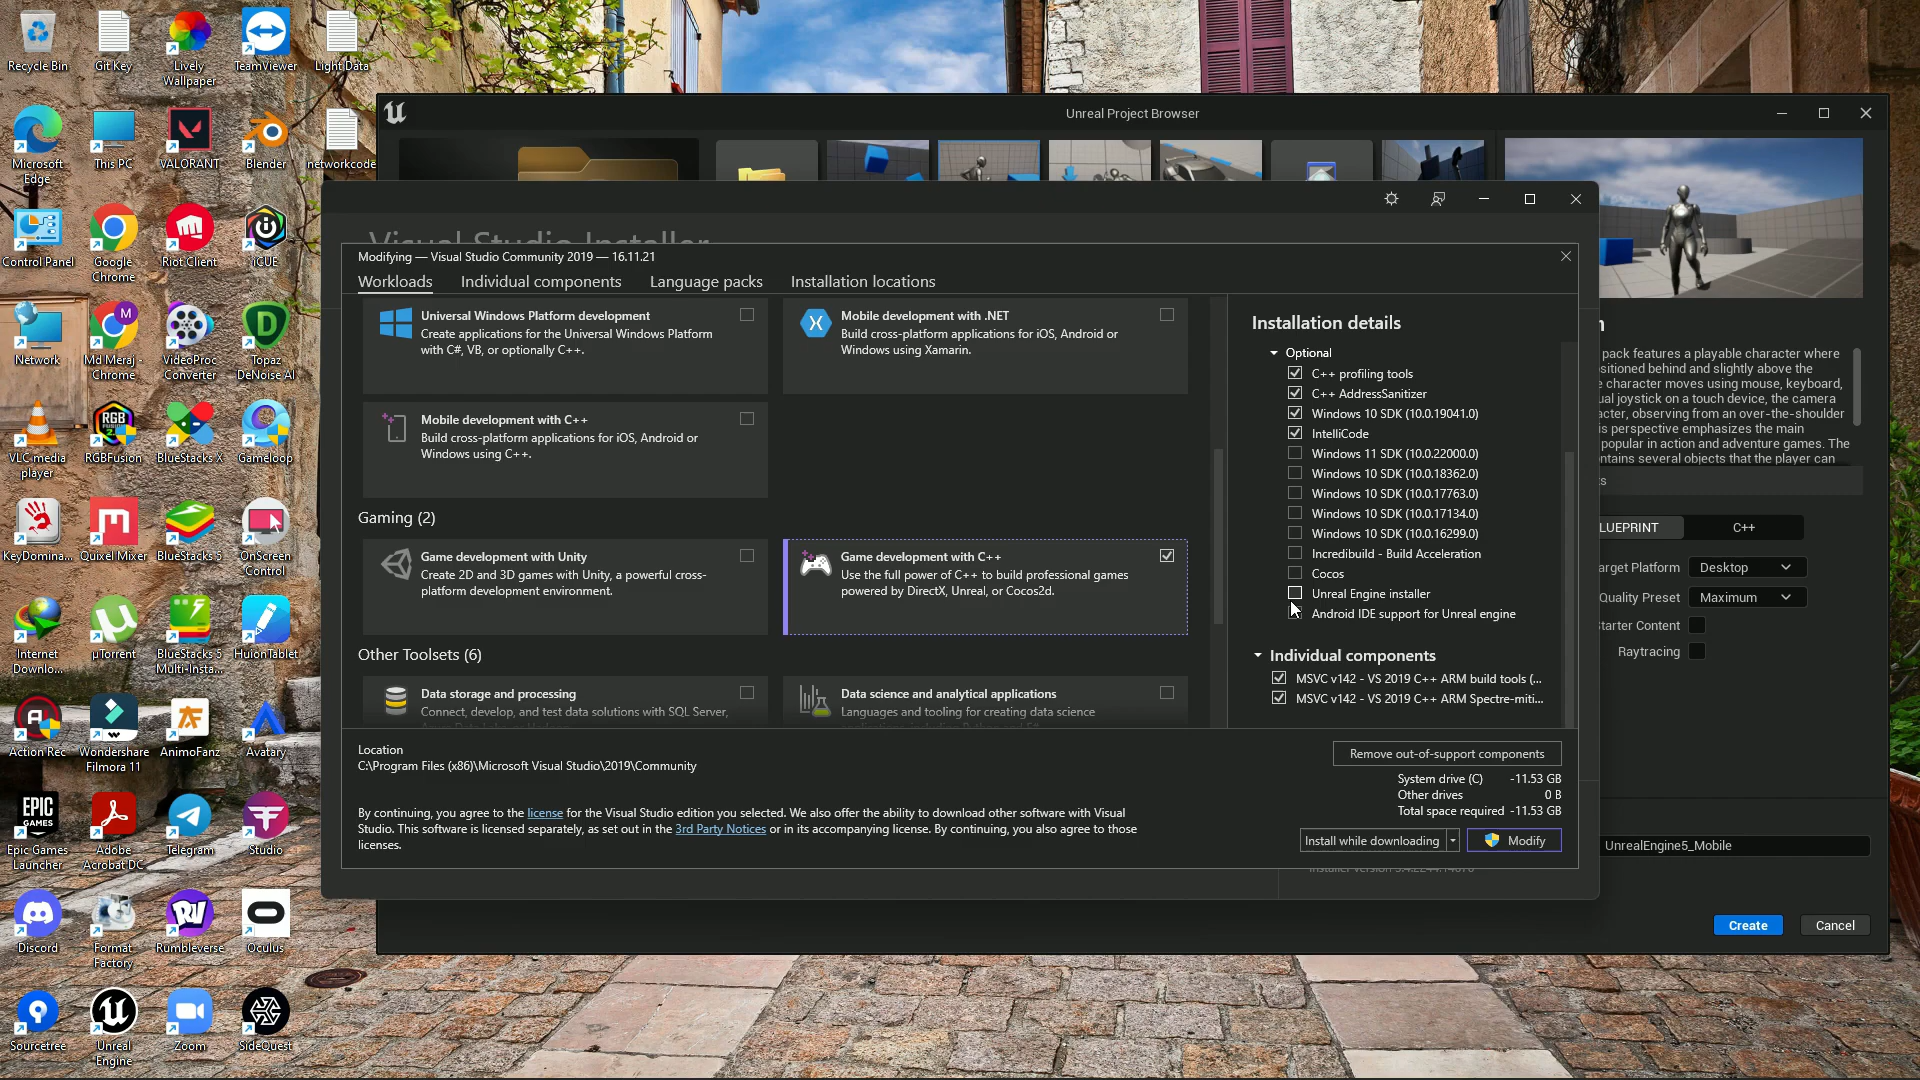 Recycle Bin
Git Key
Lively
Wallpaper
TeamViewer
Light Data
Microsoft
Edge
This PC
VALORANT
Blender
networkcode
Control Panel
Google
Chrome
Riot Client
iCUE
Network
Md Meraj -
Chrome
VideoProc
Converter
Topaz
DeNoise AI
VLC media
player
RGBFusion
BlueStacks X
Gameloop
KeyDomina...
Quixel Mixer
BlueStacks 5
OnScreen
Control
Internet
Downlo...
µTorrent
BlueStacks 5
Multi-Insta...
HuionTablet
Action Rec
Wondershare
Filmora 11
AnimoFanz
Avatary
Epic Games
Launcher
Adobe
Acrobat DC
Telegram
Studio
Discord
Format
Factory
Rumbleverse
Oculus
Sourcetree
Unreal
Engine
Zoom
SideQuest
Unreal Project Browser
Visual Studio Installer
Modifying — Visual Studio Community 2019 — 16.11.21
Workloads
Individual components
Language packs
Installation locations
Universal Windows Platform development
Create applications for the Universal Windows Platform
with C#, VB, or optionally C++.
Mobile development with .NET
Build cross-platform applications for iOS, Android or
Windows using Xamarin.
Mobile development with C++
Build cross-platform applications for iOS, Android or
Windows using C++.
Gaming (2)
Game development with Unity
Create 2D and 3D games with Unity, a powerful cross-
platform development environment.
Game development with C++
Use the full power of C++ to build professional games
powered by DirectX, Unreal, or Cocos2d.
Other Toolsets (6)
Data storage and processing
Connect, develop, and test data solutions with SQL Server,
Data science and analytical applications
Languages and tooling for creating data science
Installation details
Optional
C++ profiling tools
C++ AddressSanitizer
Windows 10 SDK (10.0.19041.0)
IntelliCode
Windows 11 SDK (10.0.22000.0)
Windows 10 SDK (10.0.18362.0)
Windows 10 SDK (10.0.17763.0)
Windows 10 SDK (10.0.17134.0)
Windows 10 SDK (10.0.16299.0)
Incredibuild - Build Acceleration
Cocos
Unreal Engine installer
Android IDE support for Unreal engine
Individual components
MSVC v142 - VS 2019 C++ ARM build tools (...
MSVC v142 - VS 2019 C++ ARM Spectre-miti...
Location
C:\Program Files (x86)\Microsoft Visual Studio\2019\Community
By continuing, you agree to the license for the Visual Studio edition you selected. We also offer the ability to download other software with Visual
Studio. This software is licensed separately, as set out in the 3rd Party Notices or in its accompanying license. By continuing, you also agree to those
licenses.
Remove out-of-support components
System drive (C) -11.53 GB
Other drives 0 B
Total space required -11.53 GB
Install while downloading
Modify
n
pack features a playable character where
sitioned behind and slightly above the
e character moves using mouse, keyboard,
ual joystick on a touch device, the camera
acter, observing from an over-the-shoulder
is perspective emphasizes the main
popular in action and adventure games. The
ntains several objects that the player can
s
LUEPRINT
C++
arget Platform
Desktop
Quality Preset
Maximum
tarter Content
Raytracing
UnrealEngine5_Mobile
Create
Cancel